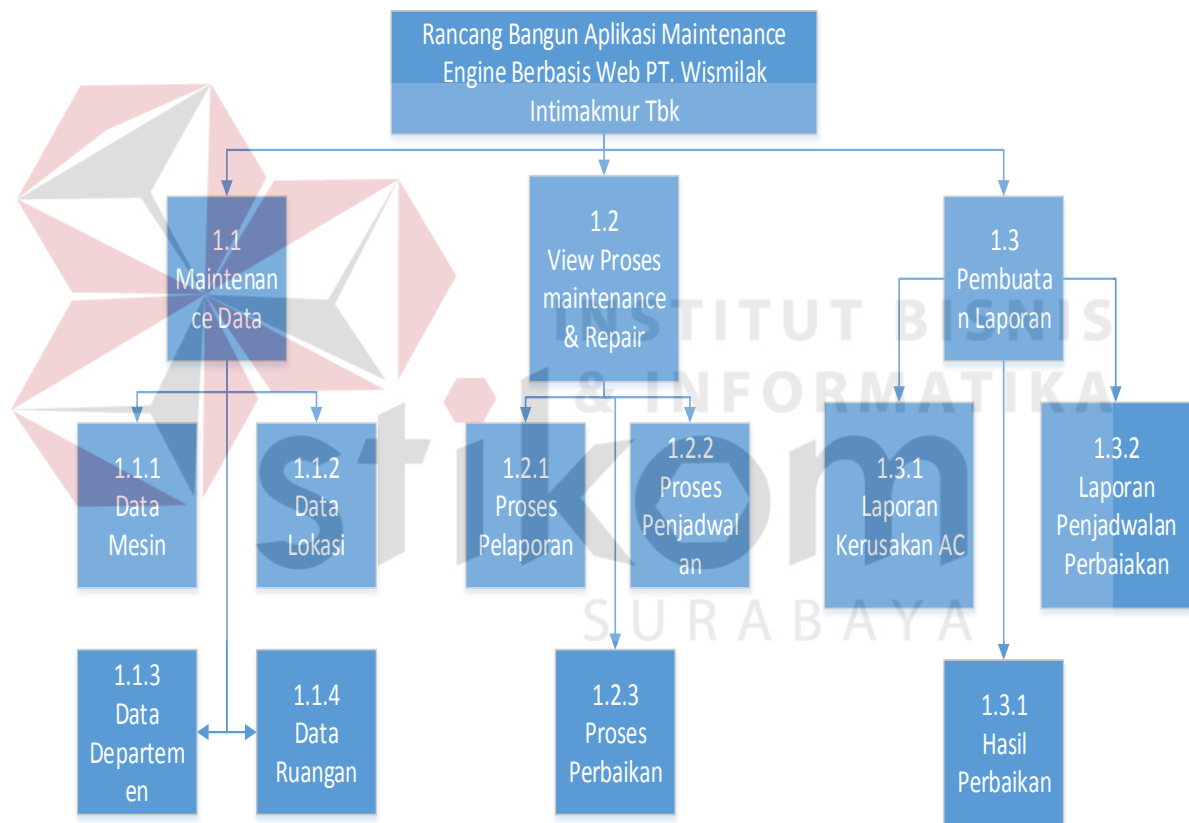 Rancang Bangun Aplikasi Maintenance
Engine Berbasis Web PT. Wismilak
Intimakmur Tbk
1.1
Maintenan
ce Data
1.2
View Proses
maintenance
& Repair
1.3
Pembuata
n Laporan
INSTITUT BISNIS
& INFORMATIKA
stikom
SURABAYA
1.1.1
Data
Mesin
1.1.2
Data
Lokasi
1.2.1
Proses
Pelaporan
1.2.2
Proses
Penjadwal
an
1.3.1
Laporan
Kerusakan AC
1.3.2
Laporan
Penjadwalan
Perbaiakan
1.1.3
Data
Departem
en
1.1.4
Data
Ruangan
1.2.3
Proses
Perbaikan
1.3.1
Hasil
Perbaikan